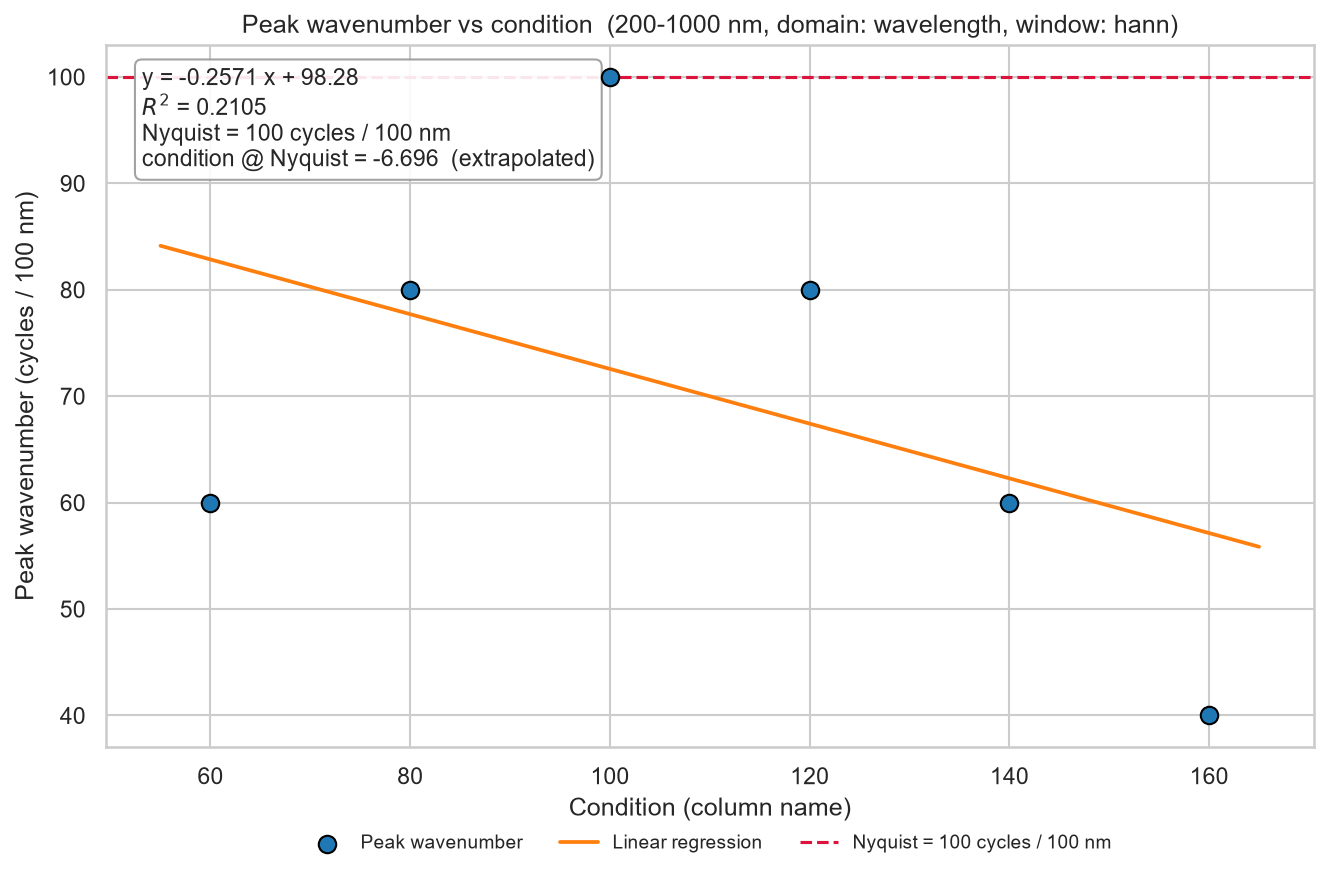 Peak wavenumber vs condition  (200-1000 nm, domain: wavelength, window: hann)
y = -0.2571 x + 98.28
R² = 0.2105
Nyquist = 100 cycles / 100 nm
condition @ Nyquist = -6.696  (extrapolated)
Peak wavenumber (cycles / 100 nm)
100
90
80
70
60
50
40
60 80 100 120 140 160
Condition (column name)
Peak wavenumber Linear regression Nyquist = 100 cycles / 100 nm